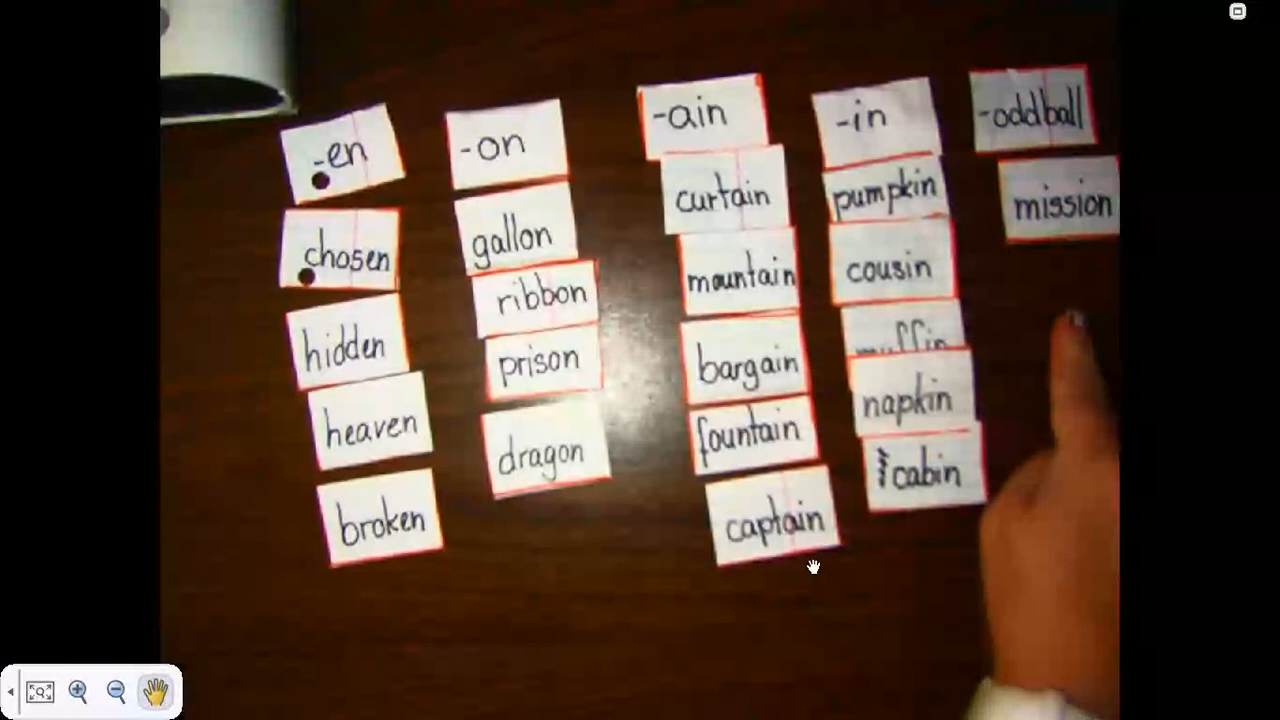 -en
chosen
hidden
heaven
broken
-on
gallon
ribbon
prison
dragon
-ain
curtain
mountain
bargain
fountain
captain
-in
pumpkin
cousin
muffin
napkin
cabin
-oddball
mission